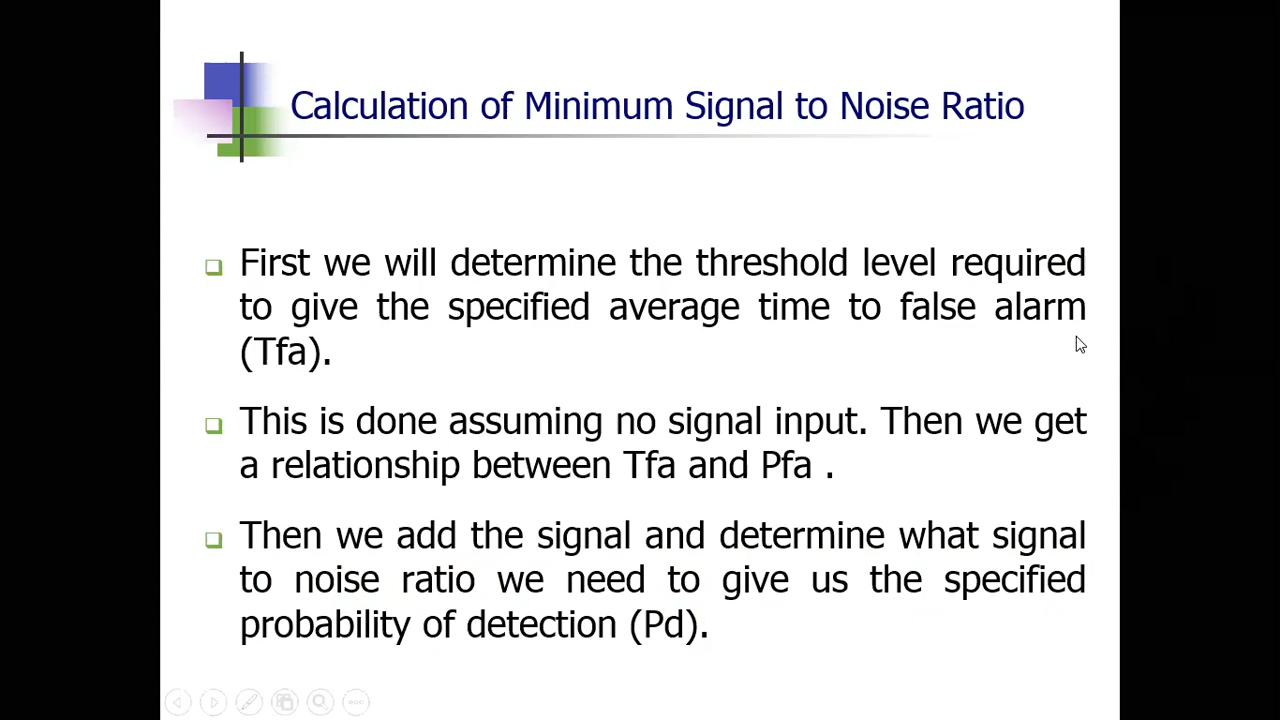 Calculation of Minimum Signal to Noise Ratio
First we will determine the threshold level required
to give the specified average time to false alarm
(Tfa).
This is done assuming no signal input. Then we get
a relationship between Tfa and Pfa .
Then we add the signal and determine what signal
to noise ratio we need to give us the specified
probability of detection (Pd).